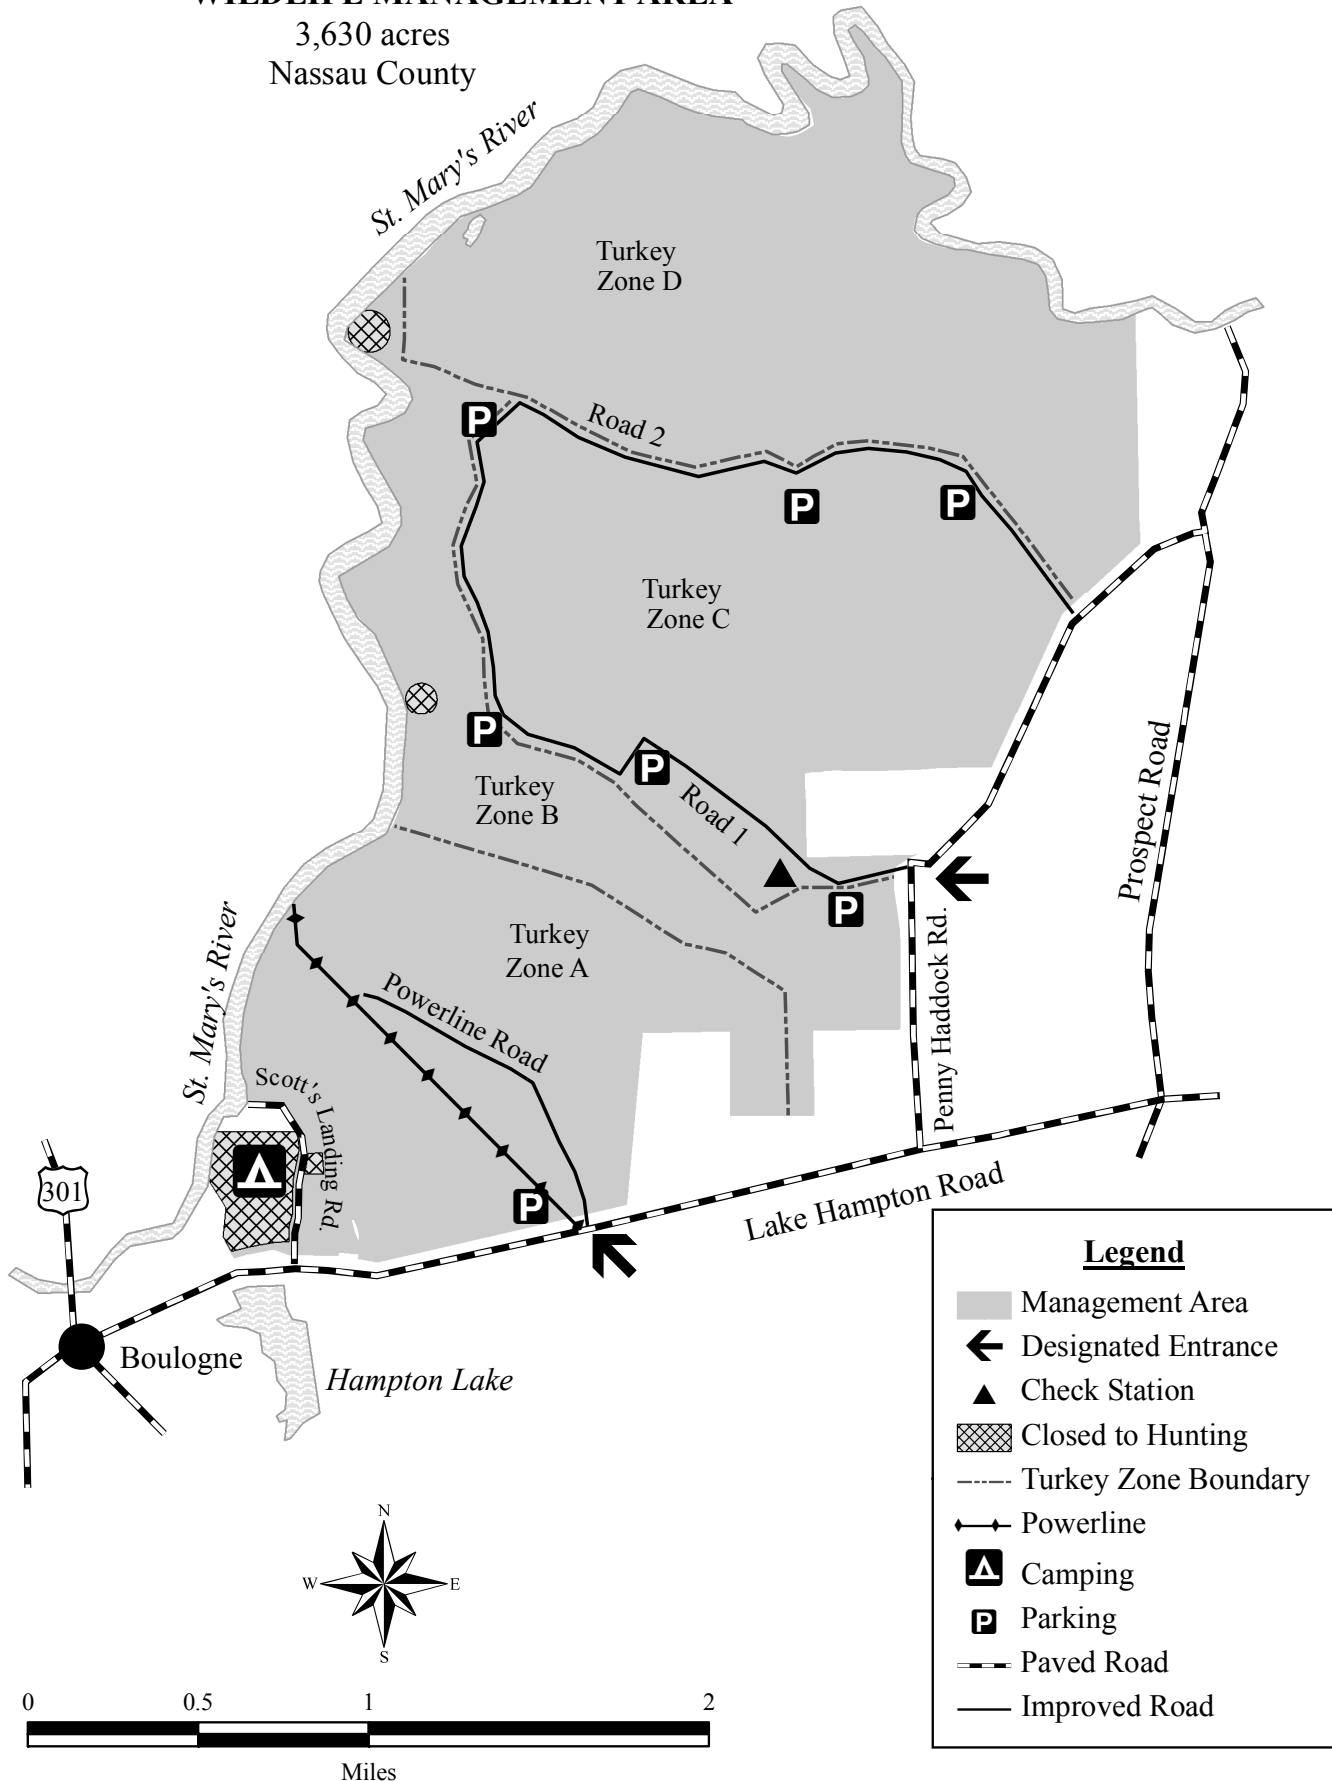 WILDLIFE MANAGEMENT AREA
3,630 acres
Nassau County
St. Mary's River
Turkey
Zone D
Road 2
P
P
P
Turkey
Zone C
P
P
Turkey
Zone B
Road 1
Prospect Road
P
Turkey
Zone A
Penny Haddock Rd.
St. Mary's River
Powerline Road
Scott's Landing Rd.
301
P
Lake Hampton Road
Boulogne
Hampton Lake
Legend
Management Area
Designated Entrance
Check Station
Closed to Hunting
Turkey Zone Boundary
Powerline
Camping
P Parking
Paved Road
Improved Road
N
W E
S
0 0.5 1 2
Miles